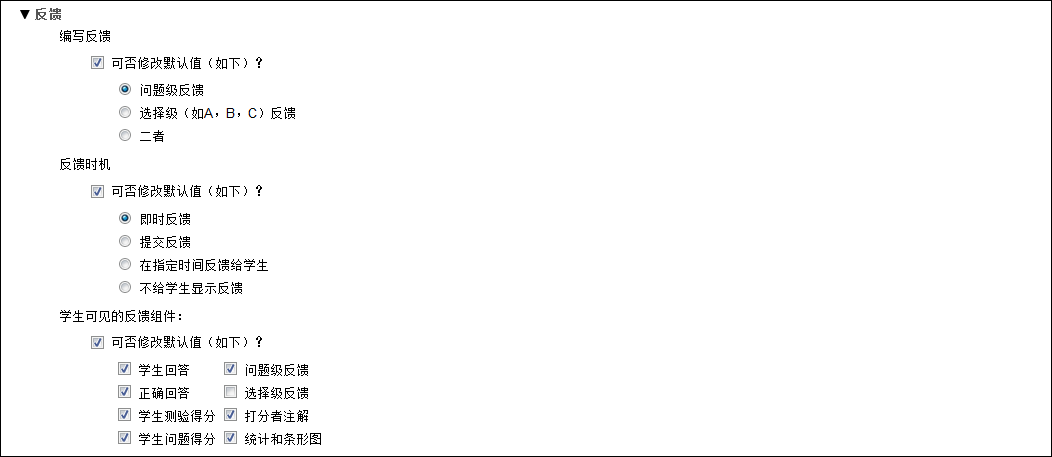 ▼反馈
编写反馈
可否修改默认值（如下）？
问题级反馈
选择级（如A，B，C）反馈
二者
反馈时机
可否修改默认值（如下）？
即时反馈
提交反馈
在指定时间反馈给学生
不给学生显示反馈
学生可见的反馈组件：
可否修改默认值（如下）？
学生回答 问题级反馈
正确回答 选择级反馈
学生测验得分 打分者注解
学生问题得分 统计和条形图